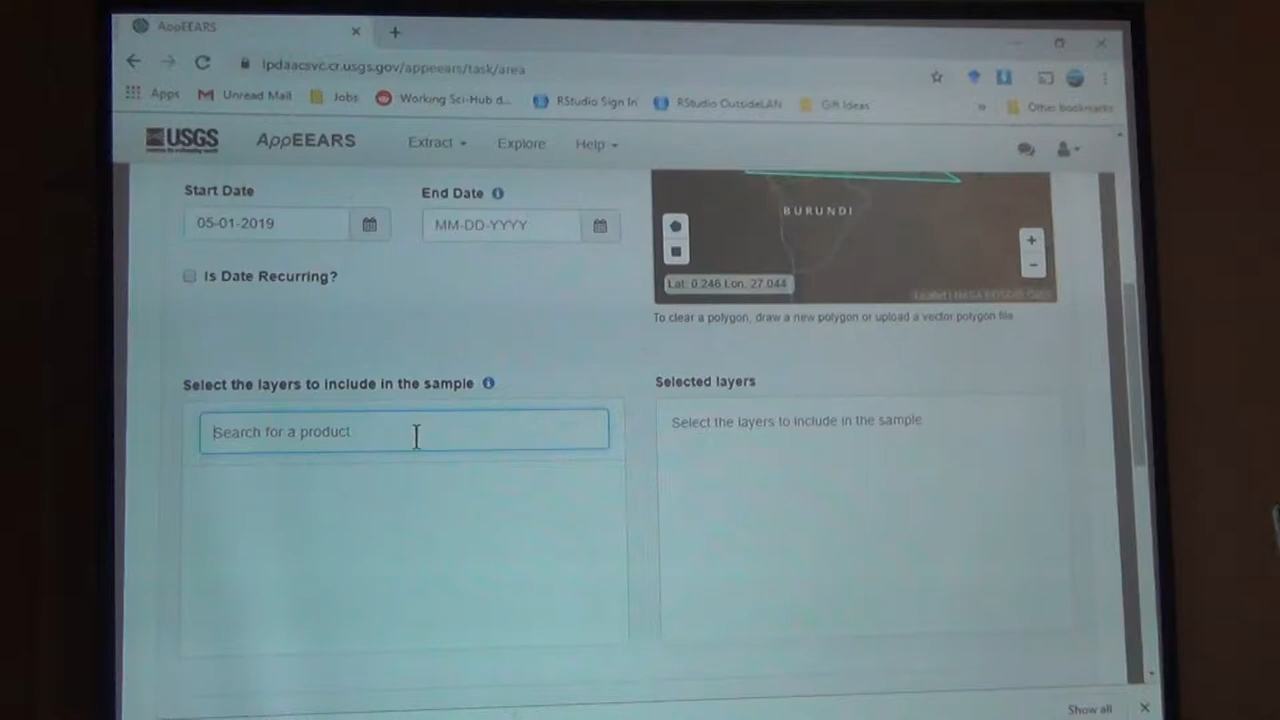 AppEEARS
lpdaacsvc.cr.usgs.gov/appeears/task/area
Apps Unread Mail Jobs Working Sci-Hub d... RStudio Sign In RStudio OutsideLAN Gift Ideas » Other bookmarks
USGS AppEEARS Extract Explore Help
Start Date End Date
05-01-2019 MM-DD-YYYY
Is Date Recurring?
BURUNDI
+
−
Lat: 0.246 Lon: 27.044
To clear a polygon, draw a new polygon or upload a vector polygon file
Select the layers to include in the sample Selected layers
Search for a product Select the layers to include in the sample
Show all